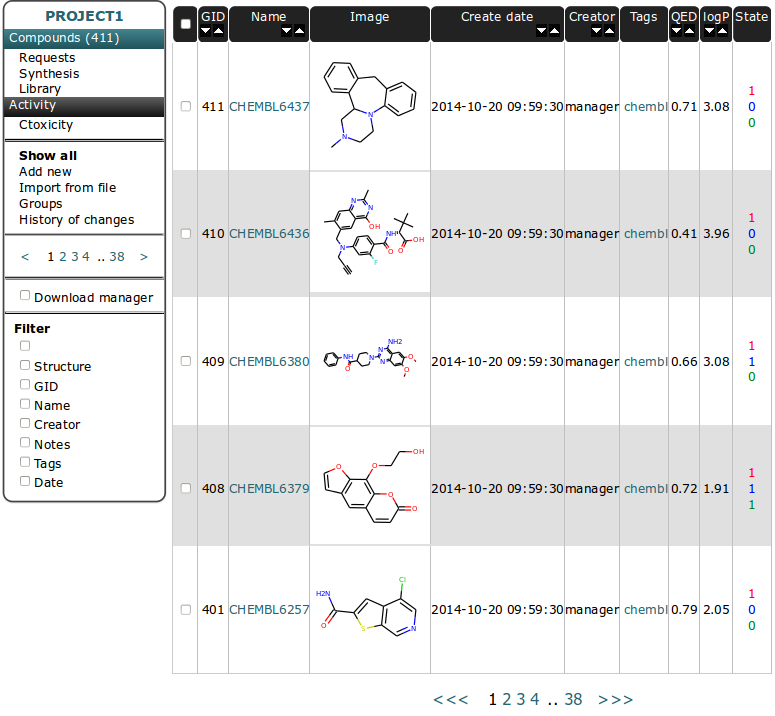 PROJECT1
Compounds (411)
Requests
Synthesis
Library
Activity
Ctoxicity
Show all
Add new
Import from file
Groups
History of changes
< 1 2 3 4 .. 38 >
Download manager
Filter
Structure
GID
Name
Creator
Notes
Tags
Date
GID Name Image Create date Creator Tags QED logP State
411 CHEMBL6437 2014-10-20 09:59:30 manager chembl 0.71 3.08
1
0
0
N
N
410 CHEMBL6436 2014-10-20 09:59:30 manager chembl 0.41 3.96
1
0
0
N
N
OH
NH
OH
O
O
N
F
409 CHEMBL6380 2014-10-20 09:59:30 manager chembl 0.66 3.08
1
1
0
NH2
N
NH
N
N
O
O
O
408 CHEMBL6379 2014-10-20 09:59:30 manager chembl 0.72 1.91
1
1
1
OH
O
O
O
O
401 CHEMBL6257 2014-10-20 09:59:30 manager chembl 0.79 2.05
1
0
0
Cl
H2N
O
S
N
<<< 1 2 3 4 .. 38 >>>